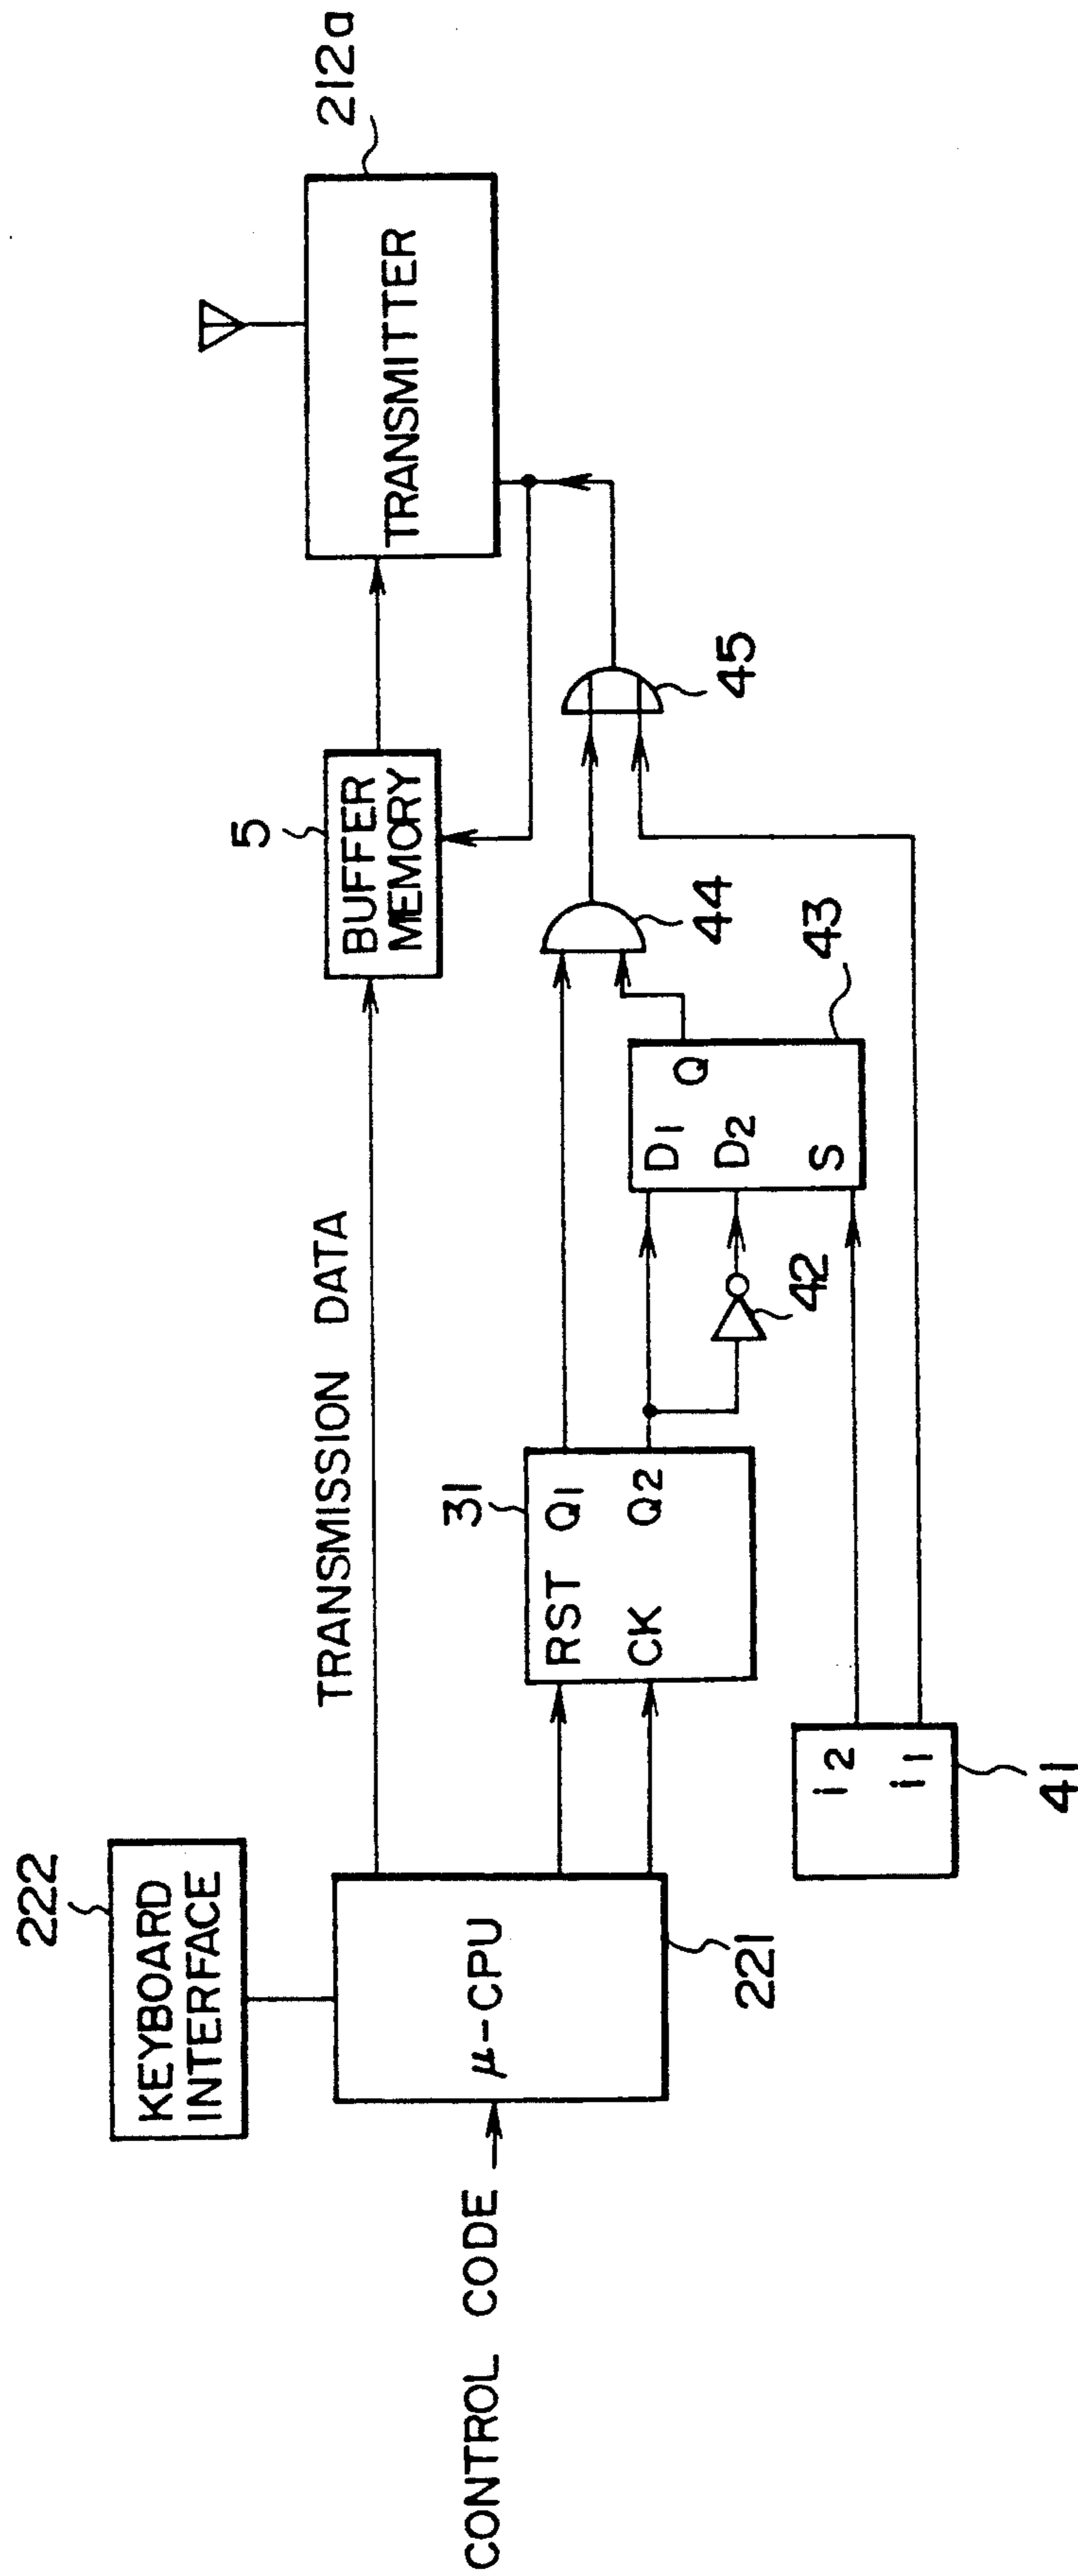 222
KEYBOARD
INTERFACE
CONTROL CODE
μ-CPU
221
TRANSMISSION DATA
5
BUFFER
MEMORY
TRANSMITTER
212a
31
RST Q1
CK Q2
42
D1 Q
D2
S
43
44
45
i2
i1
41